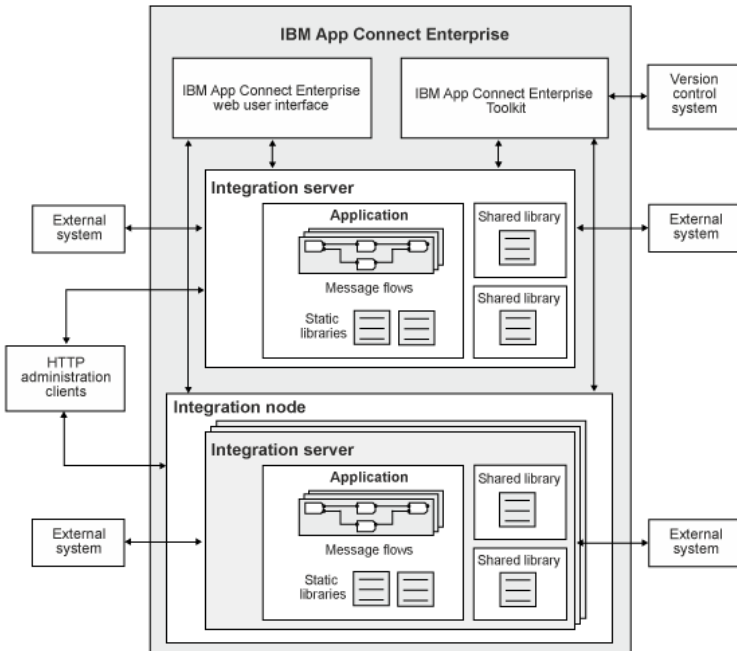 IBM App Connect Enterprise
IBM App Connect Enterprise
web user interface
IBM App Connect Enterprise
Toolkit
Version
control
system
Integration server
Application
Message flows
Static
libraries
Shared library
Shared library
External
system
External
system
HTTP
administration
clients
Integration node
Integration server
Application
Message flows
Static
libraries
Shared library
Shared library
External
system
External
system